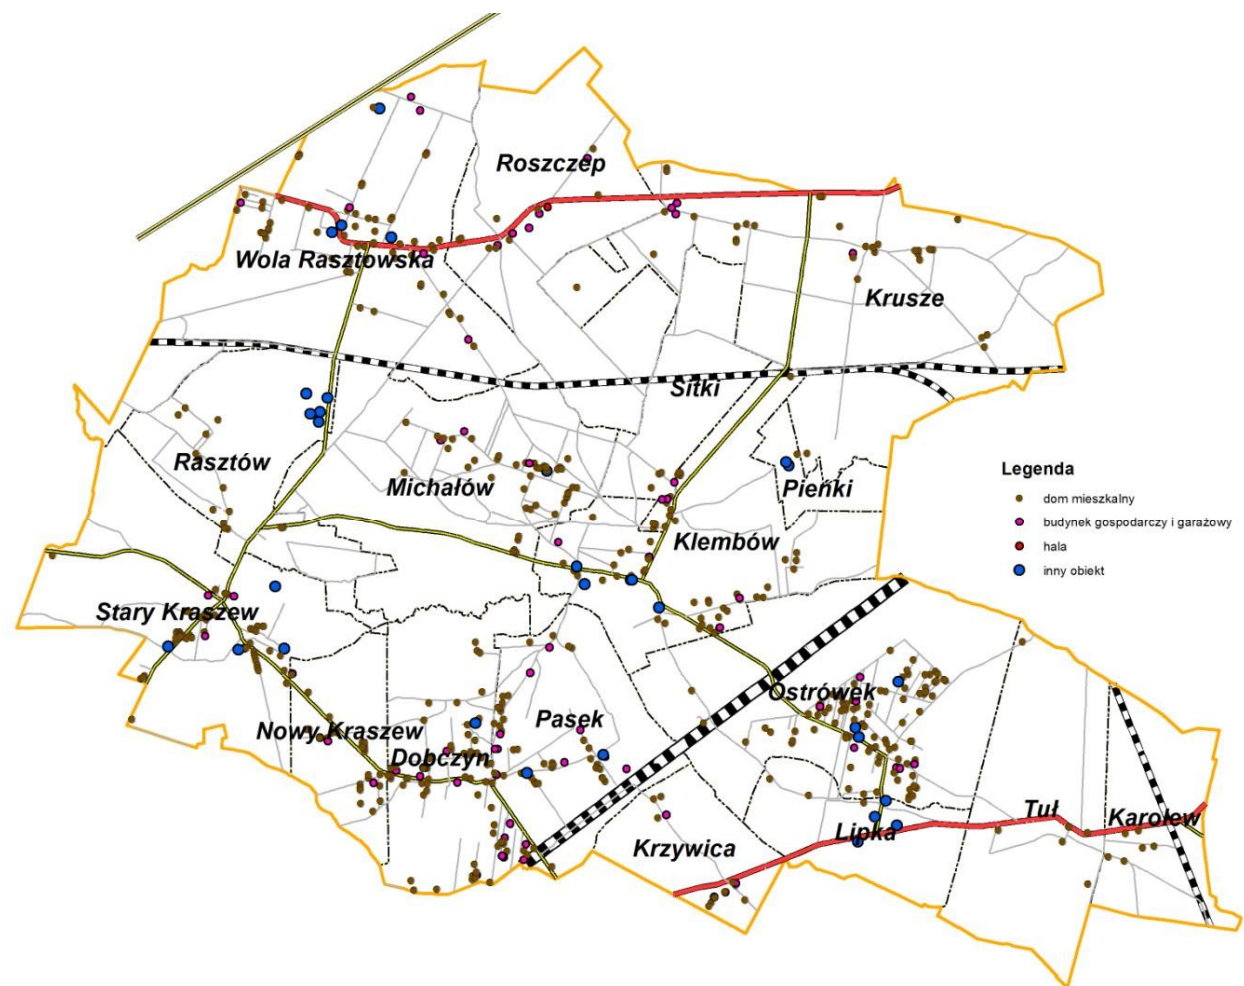 Roszczep
Wola Rasztowska
Krusze
Sitki
Rasztów
Michałów
Pieńki
Legenda
dom mieszkalny
budynek gospodarczy i garażowy
hala
inny obiekt
Klembów
Stary Kraszew
Ostrówek
Nowy Kraszew
Pasek
Dobczyn
Tuł
Karolew
Lipka
Krzywica